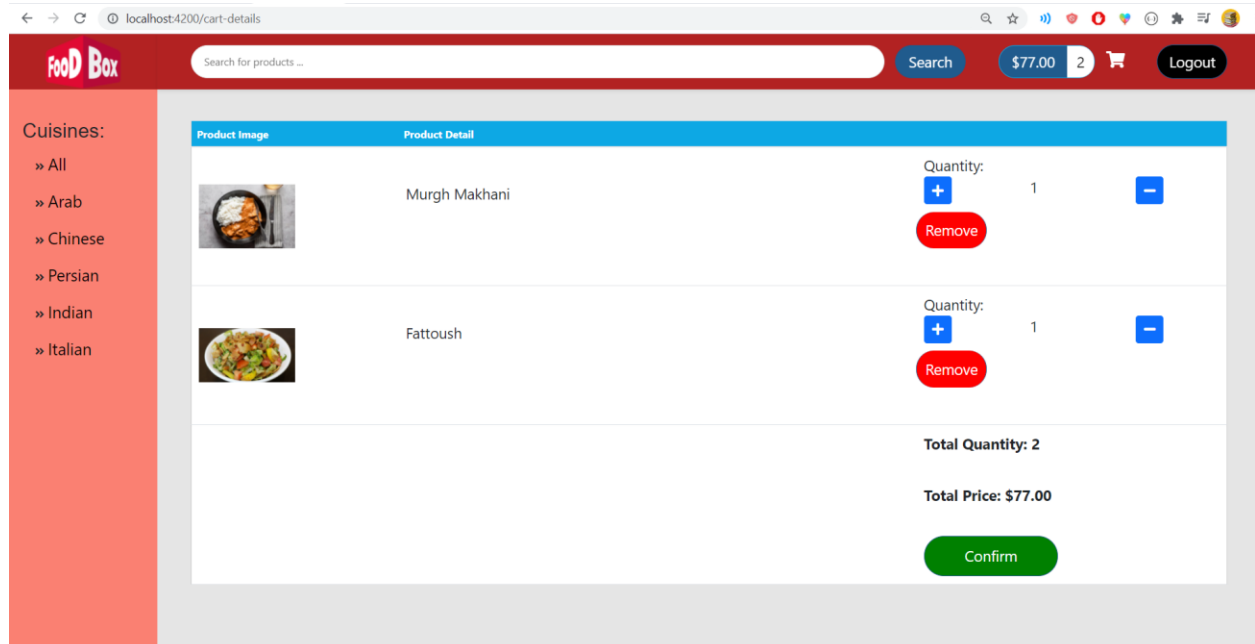 localhost:4200/cart-details
FooD Box
Search for products ...
Search
$77.00 2
Logout
Cuisines:
» All
» Arab
» Chinese
» Persian
» Indian
» Italian
Product Image Product Detail
Murgh Makhani
Quantity:
+ 1 −
Remove
Fattoush
Quantity:
+ 1 −
Remove
Total Quantity: 2
Total Price: $77.00
Confirm